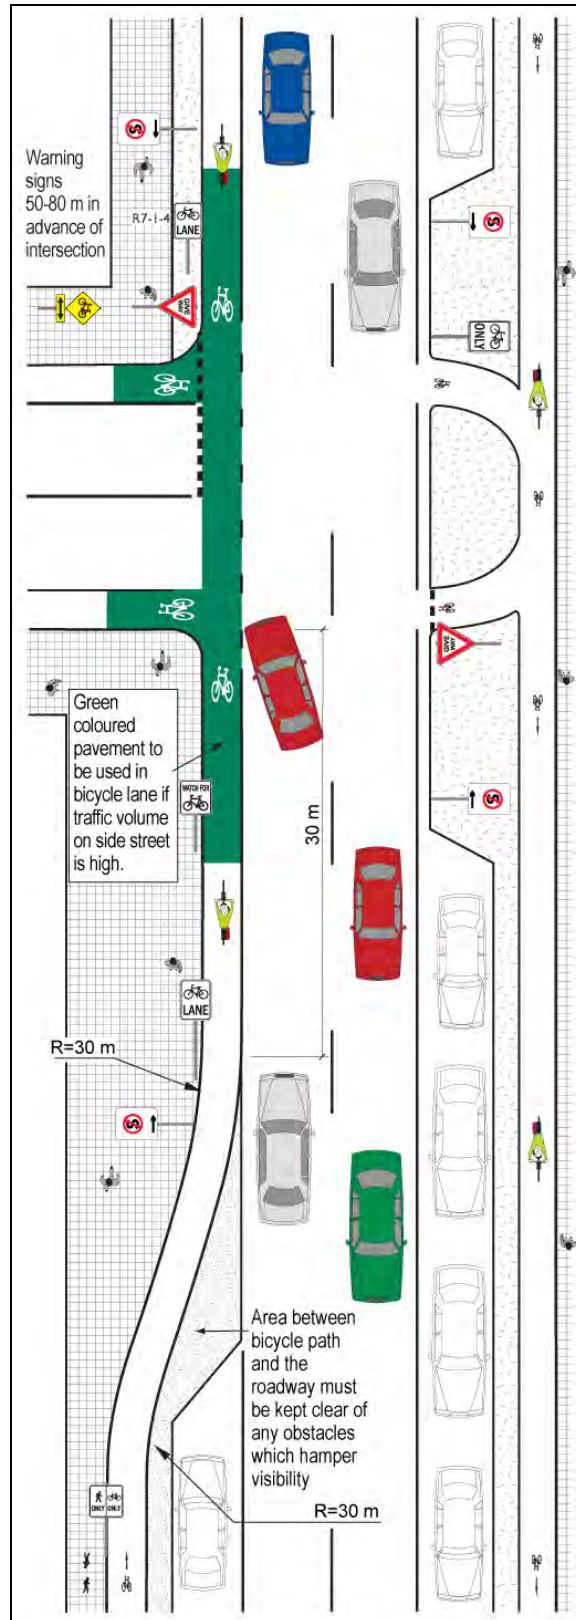 S
Warning
signs
50-80 m in
advance of
intersection
R7-1-4
LANE
GIVE
WAY
S
ONLY
GIVE
WAY
Green
coloured
pavement to
be used in
bicycle lane if
traffic volume
on side street
is high.
WATCH FOR
S
30 m
LANE
R=30 m
S
Area between
bicycle path
and the
roadway must
be kept clear of
any obstacles
which hamper
visibility
ONLY ONLY
R=30 m